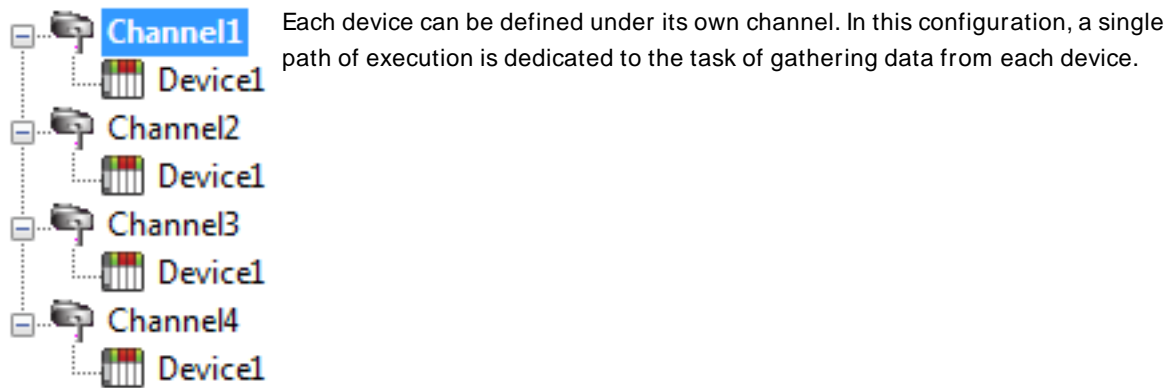 Channel1
Device1
Channel2
Device1
Channel3
Device1
Channel4
Device1
Each device can be defined under its own channel. In this configuration, a single
path of execution is dedicated to the task of gathering data from each device.